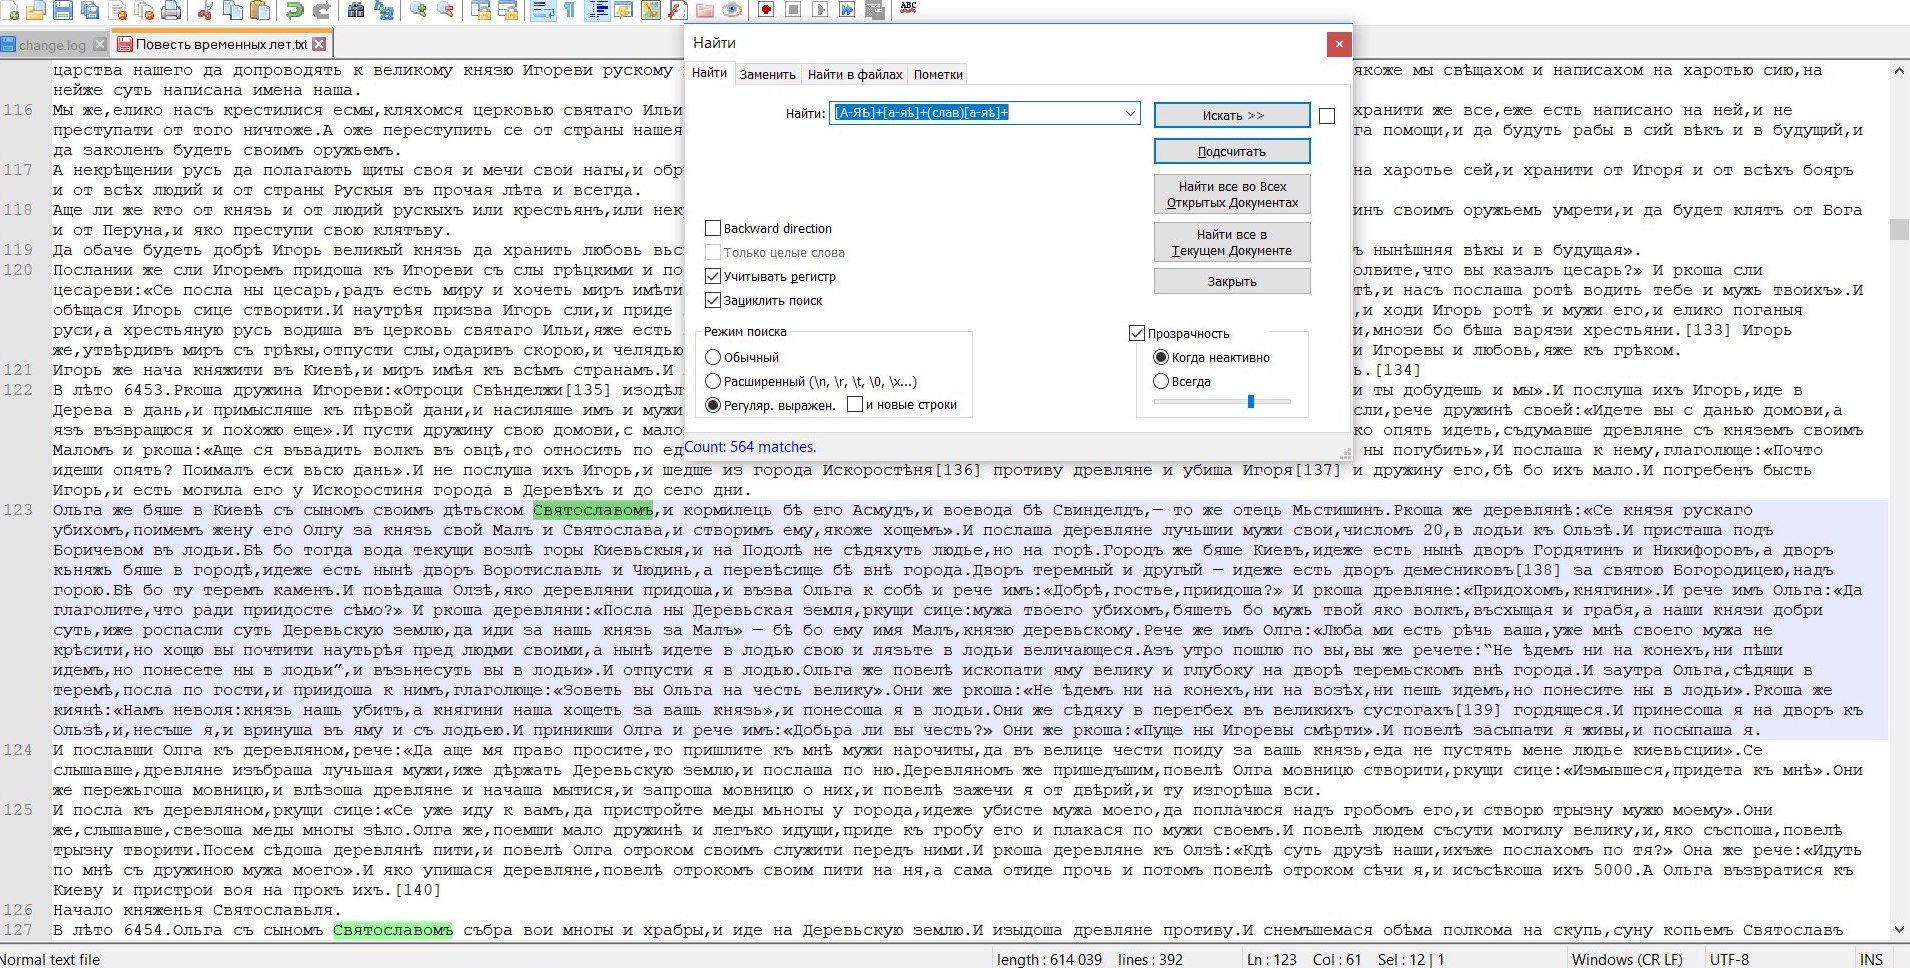 ABC
change.log
Повесть временных лет.txt
Найти
Найти
Заменить
Найти в файлах
Пометки
Найти: [А-ЯѢ]+[а-яѣ]+(слав)[а-яѣ]+
Искать >>
Подсчитать
Найти все во Всех
Открытых Документах
Найти все в
Текущем Документе
Закрыть
Backward direction
Только целые слова
Учитывать регистр
Зациклить поиск
Режим поиска
Обычный
Расширенный (\n, \r, \t, \0, \x...)
Регуляр. выражен.
и новые строки
Прозрачность
Когда неактивно
Всегда
Count: 564 matches.
царства нашего да допроводять к великому князю Игореви рускому якоже мы свѣщахом и написахом на харотью сию,на
нейже суть написана имена наша.
116 Мы же,елико насъ крестилися есмы,кляхомся церковью святаго Ильи хранити же все,еже есть написано на ней,и не
преступати от того ничтоже.А оже переступить се от страны нашея га помощи,и да будуть рабы в сий вѣкъ и в будущий,и
да заколенъ будеть своимъ оружьемъ.
117 А некрѣщении русь да полагають щиты своя и мечи свои нагы,и обр на харотье сей,и хранити от Игоря и от всѣхъ бояръ
и от всѣх людий и от страны Рускыя въ прочая лѣта и всегда.
118 Аще ли же кто от князь и от людий рускыхъ или крестьянъ,или нек инъ своимъ оружьемь умрети,и да будет клятъ от Бога
и от Перуна,и яко преступи свою клятъву.
119 Да обаче будеть добрѣ Игорь великый князь да хранить любовь вьс ъ нынѣшняя вѣкы и в будущая».
120 Послании же сли Игоремъ придоша къ Игореви съ слы грѣцкими и по олвите,что вы казалъ цесарь?» И ркоша сли
цесареви:«Се посла ны цесарь,радъ есть миру и хочеть миръ имѣти тѣ,и насъ послаша ротѣ водить тебе и мужь твоихъ».И
обѣщася Игорь сице створити.И наутрѣя призва Игорь сли,и приде ,и ходи Игорь ротѣ и мужи его,и елико поганыя
руси,а хрестьяную русь водиша въ церковь святаго Ильи,яже есть и,мнози бо бѣша варязи хрестьяни.[133] Игорь
же,утвѣрдивъ миръ съ грѣкы,отпусти слы,одаривъ скорою,и челядью и Игоревы и любовь,яже къ грѣком.
121 Игорь же нача княжити въ Киевѣ,и миръ имѣя къ всѣмъ странамъ.И ь.[134]
122 В лѣто 6453.Ркоша дружина Игореви:«Отроци Свѣнделжи[135] изодѣл и ты добудешь и мы».И послуша ихъ Игорь,иде в
Дерева в дань,и примысляше къ пѣрвой дани,и насиляше имъ и мужи сли,рече дружинѣ своей:«Идете вы с данью домови,а
язъ възвращюся и похожю еще».И пусти дружину свою домови,с мало ко опять идеть,съдумавше древляне съ княземъ своимъ
Маломъ и ркоша:«Аще ся въвадить волкъ въ овцѣ,то относить по ед ны погубить»,И послаша к нему,глаголюще:«Почто
идеши опять? Поималъ еси вьсю дань».И не послуша ихъ Игорь,и шедше из города Искоростѣня[136] противу древляне и убиша Игоря[137] и дружину его,бѣ бо ихъ мало.И погребенъ бысть
Игорь,и есть могила его у Искоростиня города в Деревѣхъ и до сего дни.
123 Ольга же бяше в Киевѣ съ сыномъ своимъ дѣтьском Святославомъ,и кормилець бѣ его Асмудъ,и воевода бѣ Свинделдъ,— то же отець Мьстишинъ.Ркоша же деревлянѣ:«Се князя рускаго
убихомъ,поимемъ жену его Олгу за князь свой Малъ и Святослава,и створимъ ему,якоже хощемъ».И послаша деревляне лучьшии мужи свои,числомъ 20,в лодьи къ Ользѣ.И присташа подъ
Боричевом въ лодьи.Бѣ бо тогда вода текущи возлѣ горы Киевьскыя,и на Подолѣ не сѣдяхуть людье,но на горѣ.Городъ же бяше Киевъ,идеже есть нынѣ дворъ Гордятинъ и Никифоровъ,а дворъ
къняжь бяше в городѣ,идеже есть нынѣ дворъ Воротиславль и Чюдинь,а перевѣсище бѣ внѣ города.Дворъ теремный и другый — идеже есть дворъ демесниковъ[138] за святою Богородицею,надъ
горою.Бѣ бо ту теремъ каменъ.И повѣдаша Олзѣ,яко деревляни придоша,и възва Ольга к собѣ и рече имъ:«Добрѣ,гостье,приидоша?» И ркоша древляне:«Придохомъ,княгини».И рече имъ Ольга:«Да
глаголите,что ради приидосте сѣмо?» И ркоша деревляни:«Посла ны Деревьская земля,ркущи сице:мужа твоего убихомъ,бяшеть бо мужь твой яко волкъ,въсхыщая и грабя,а наши князи добри
суть,иже роспасли суть Деревьскую землю,да иди за нашь князь за Малъ» — бѣ бо ему имя Малъ,князю деревьскому.Рече же имъ Олга:«Люба ми есть рѣчь ваша,уже мнѣ своего мужа не
крѣсити,но хощю вы почтити наутьрѣя пред людми своими,а нынѣ идете в лодью свою и лязьте в лодьи величающеся.Азъ утро пошлю по вы,вы же речете:“Не ѣдемъ ни на конехъ,ни пѣши
идемъ,но понесете ны в лодьи”,и възьнесуть вы в лодьи».И отпусти я в лодью.Ольга же повелѣ ископати яму велику и глубоку на дворѣ теремьскомъ внѣ города.И заутра Ольга,сѣдящи в
теремѣ,посла по гости,и приидоша к нимъ,глаголюще:«Зоветь вы Ольга на честь велику».Они же ркоша:«Не ѣдемъ ни на конехъ,ни на возѣх,ни пешь идемъ,но понесите ны в лодьи».Ркоша же
киянѣ:«Намъ неволя:князь нашь убитъ,а княгини наша хощеть за вашь князь»,и понесоша я в лодьи.Они же сѣдяху в перегбех въ великихъ сустогахъ[139] гордящеся.И принесоша я на дворъ къ
Ользѣ,и,несъше я,и вринуша въ яму и съ лодьею.И приникши Олга и рече имъ:«Добьра ли вы честь?» Они же ркоша:«Пуще ны Игоревы смѣрти».И повелѣ засыпати я живы,и посыпаша я.
124 И пославши Олга къ деревляном,рече:«Да аще мя право просите,то пришлите къ мнѣ мужи нарочиты,да въ велице чести поиду за вашь князь,еда не пустять мене людье киевьсции».Се
слышавше,древляне изъбраша лучьшая мужи,иже дѣржать Деревьскую землю,и послаша по ню.Деревляномъ же пришедъшим,повелѣ Олга мовницю створити,ркущи сице:«Измывшеся,придета къ мнѣ».Они
же пережьгоша мовницю,и влѣзоша древляне и начаша мытися,и запроша мовницю о них,и повелѣ зажечи я от двѣрий,и ту изгорѣша вси.
125 И посла къ деревляном,ркущи сице:«Се уже иду к вамъ,да пристройте меды мьногы у города,идеже убисте мужа моего,да поплачюся надъ гробомъ его,и створю трызну мужю моему».Они
же,слышавше,свезоша меды многы зѣло.Олга же,поемши мало дружинѣ и легъко идущи,приде къ гробу его и плакася по мужи своемъ.И повелѣ людем съсути могилу велику,и,яко съспоша,повелѣ
трызну творити.Посем сѣдоша деревлянѣ пити,и повелѣ Олга отроком своимъ служити передъ ними.И ркоша деревляне къ Олзѣ:«Кдѣ суть друзѣ наши,ихъже послахомъ по тя?» Она же рече:«Идуть
по мнѣ съ дружиною мужа моего».И яко упишася деревляне,повелѣ отрокомъ своим пити на ня,а сама отиде прочь и потомъ повелѣ отроком сѣчи я,и исъсѣкоша ихъ 5000.А Ольга възвратися къ
Киеву и пристрои воя на прокъ ихъ.[140]
126 Начало княженья Святославьля.
127 В лѣто 6454.Ольга съ сыномъ Святославомъ събра вои многы и храбры,и иде на Деревьскую землю.И изыдоша древляне противу.И снемъшемася обѣма полкома на скупь,суну копьемъ Святославъ
Normal text file
length : 614 039 lines : 392
Ln : 123 Col : 61 Sel : 12 | 1
Windows (CR LF)
UTF-8
INS